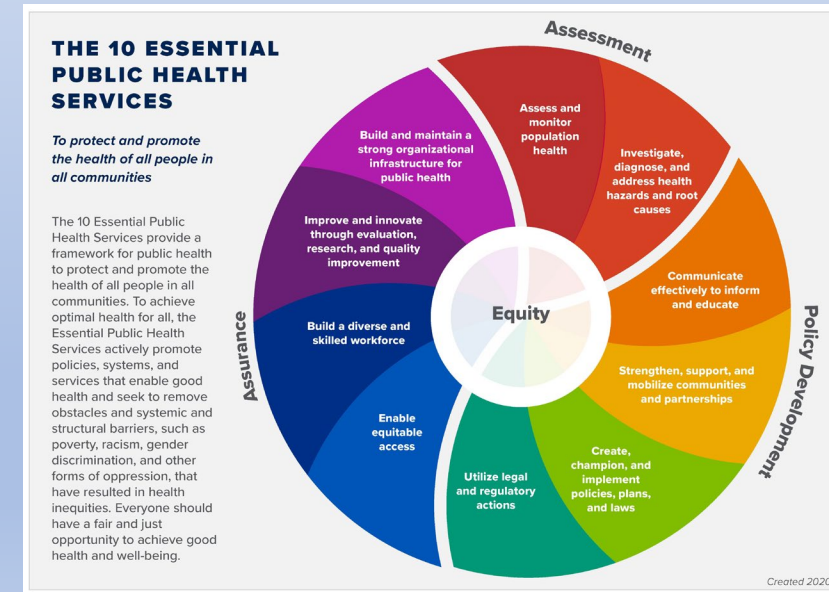 THE 10 ESSENTIAL
PUBLIC HEALTH
SERVICES
To protect and promote
the health of all people in
all communities
The 10 Essential Public
Health Services provide a
framework for public health
to protect and promote the
health of all people in all
communities. To achieve
optimal health for all, the
Essential Public Health
Services actively promote
policies, systems, and
services that enable good
health and seek to remove
obstacles and systemic and
structural barriers, such as
poverty, racism, gender
discrimination, and other
forms of oppression, that
have resulted in health
inequities. Everyone should
have a fair and just
opportunity to achieve good
health and well-being.
Assessment
Assess and
monitor
population
health
Investigate,
diagnose, and
address health
hazards and root
causes
Policy Development
Communicate
effectively to inform
and educate
Strengthen, support, and
mobilize communities
and partnerships
Create,
champion, and
implement
policies, plans,
and laws
Utilize legal
and regulatory
actions
Assurance
Enable
equitable
access
Build a diverse and
skilled workforce
Improve and innovate
through evaluation,
research, and quality
improvement
Build and maintain a
strong organizational
infrastructure for
public health
Equity
Created 2020